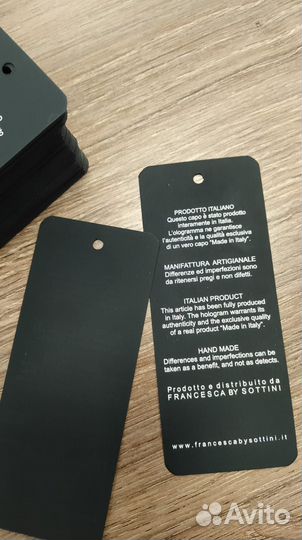 PRODOTTO ITALIANO
Questo capo è stato prodotto
interamente in Italia.
L'ologramma ne garantisce
l'autenticità e la qualità esclusiva
di un vero capo "Made in Italy".
MANIFATTURA ARTIGIANALE
Differenze ed imperfezioni sono
da ritenersi pregi e non difetti.
ITALIAN PRODUCT
This article has been fully produced
in Italy. The hologram warrants its
authenticity and the exclusive quality
of a real product "Made in Italy".
HAND MADE
Differences and imperfections can be
taken as a benefit, and not as detects.
Prodotto e distribuito da
FRANCESCA BY SOTTINI
www.francescabysottini.it
Avito